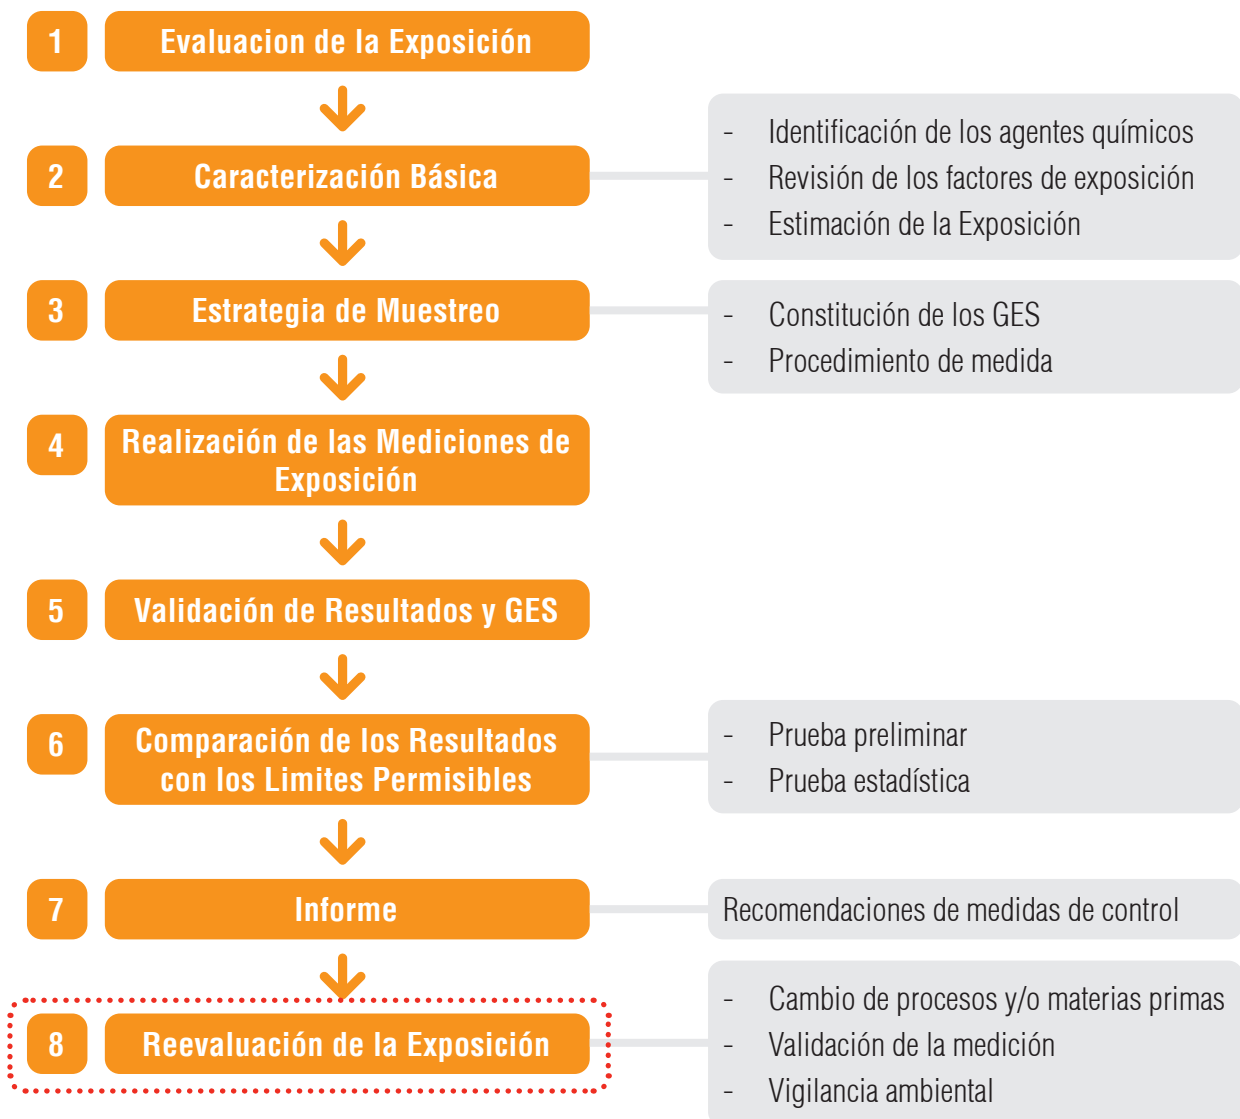 1 Evaluacion de la Exposición
2 Caracterización Básica
- Identificación de los agentes químicos
- Revisión de los factores de exposición
- Estimación de la Exposición
3 Estrategia de Muestreo
- Constitución de los GES
- Procedimiento de medida
4 Realización de las Mediciones de
Exposición
5 Validación de Resultados y GES
6 Comparación de los Resultados
con los Limites Permisibles
- Prueba preliminar
- Prueba estadística
7 Informe
Recomendaciones de medidas de control
8 Reevaluación de la Exposición
- Cambio de procesos y/o materias primas
- Validación de la medición
- Vigilancia ambiental